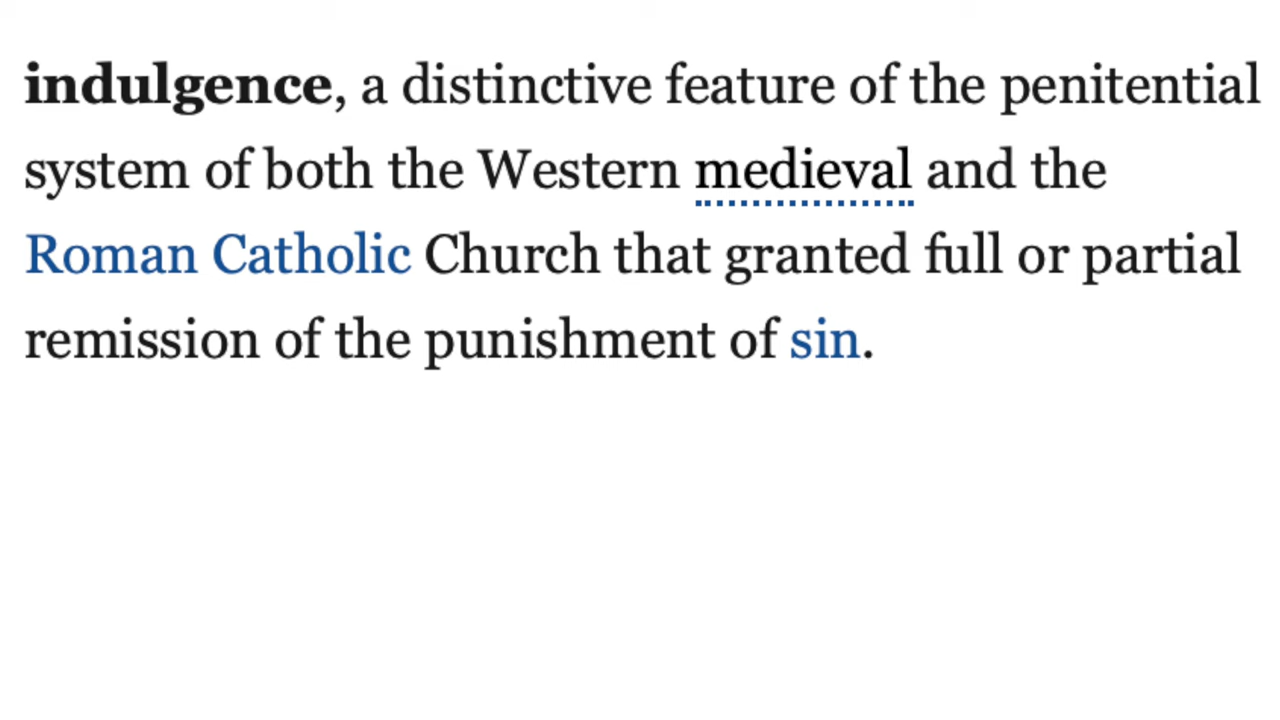 indulgence, a distinctive feature of the penitential
system of both the Western medieval and the
Roman Catholic Church that granted full or partial
remission of the punishment of sin.